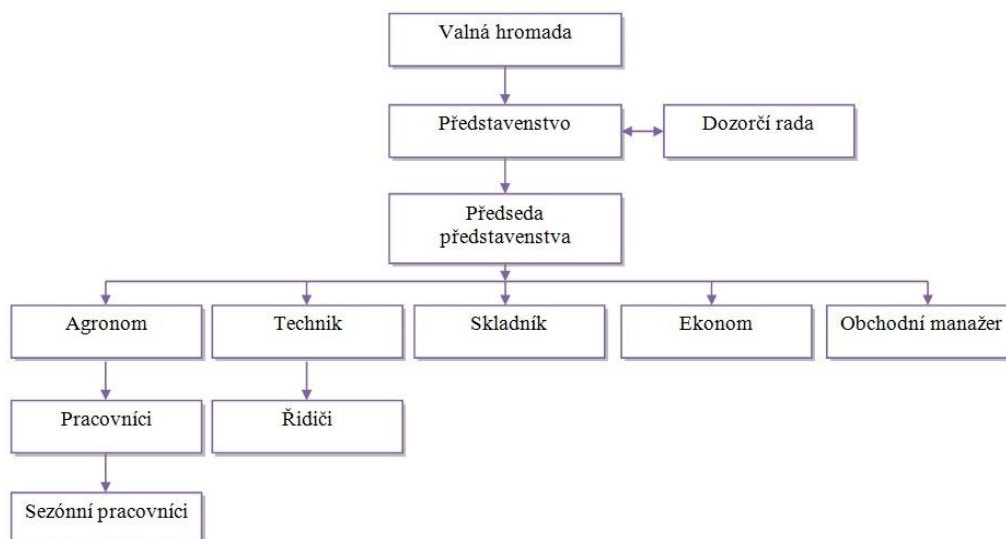 Valná hromada
Představenstvo
Dozorčí rada
Předseda
představenstva
Agronom
Technik
Skladník
Ekonom
Obchodní manažer
Pracovníci
Řidiči
Sezónní pracovníci